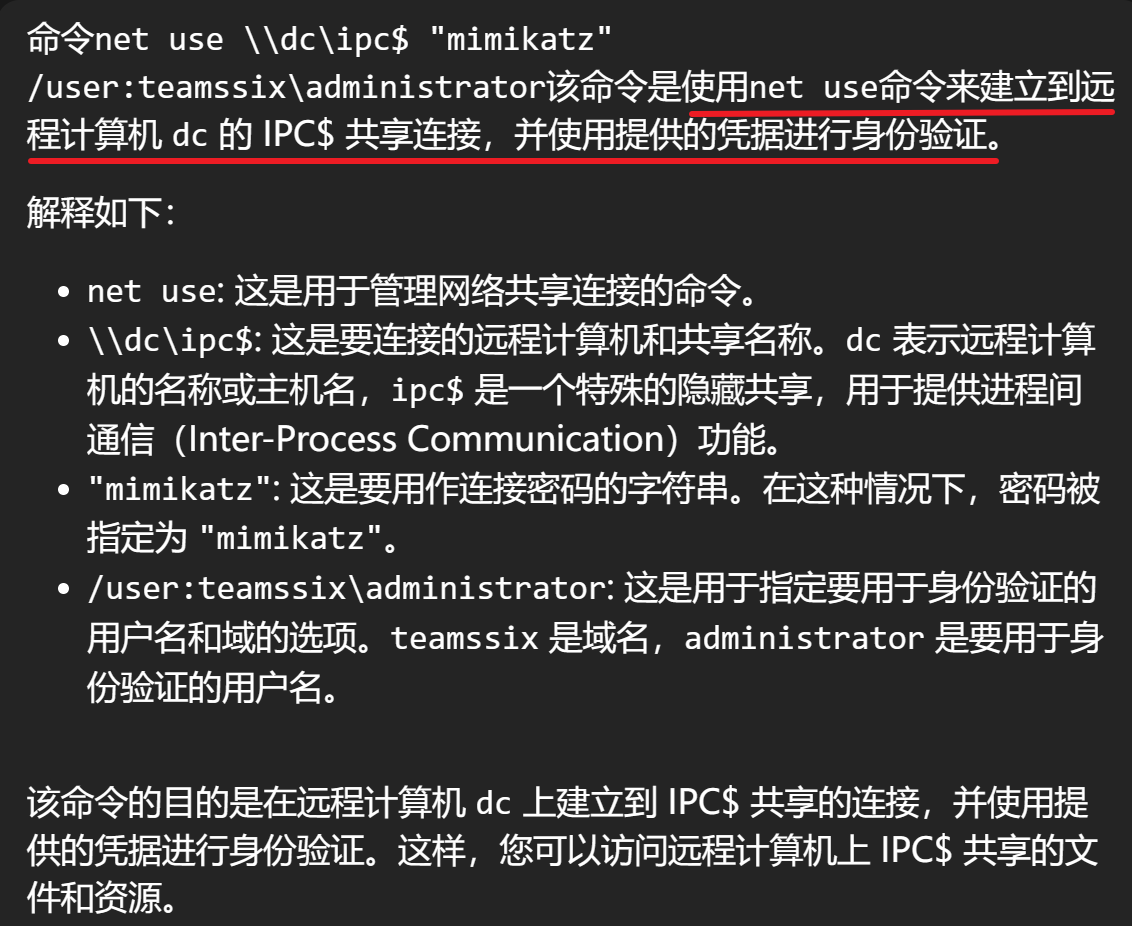 命令net use \\dc\ipc$ "mimikatz"
/user:teamssix\administrator该命令是使用net use命令来建立到远
程计算机 dc 的 IPC$ 共享连接，并使用提供的凭据进行身份验证。
解释如下：
• net use: 这是用于管理网络共享连接的命令。
• \\dc\ipc$: 这是要连接的远程计算机和共享名称。dc 表示远程计算
机的名称或主机名，ipc$ 是一个特殊的隐藏共享，用于提供进程间
通信（Inter-Process Communication）功能。
• "mimikatz": 这是要用作连接密码的字符串。在这种情况下，密码被
指定为 "mimikatz"。
• /user:teamssix\administrator: 这是用于指定要用于身份验证的
用户名和域的选项。teamssix 是域名，administrator 是要用于身
份验证的用户名。
该命令的目的是在远程计算机 dc 上建立到 IPC$ 共享的连接，并使用提
供的凭据进行身份验证。这样，您可以访问远程计算机上 IPC$ 共享的文
件和资源。